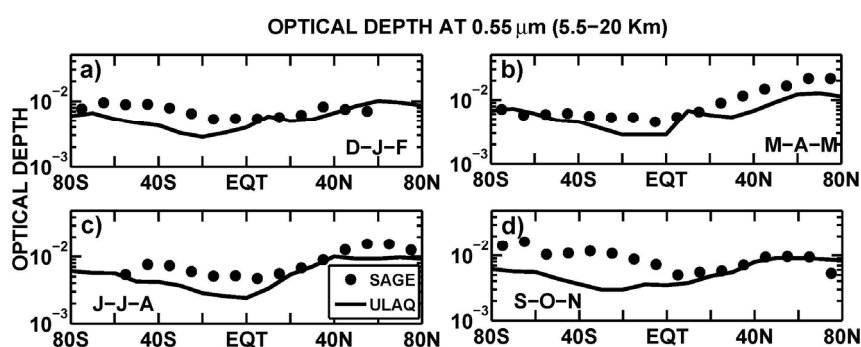 OPTICAL DEPTH AT 0.55 μm (5.5−20 Km)
OPTICAL DEPTH
a)
10⁻²
10⁻³
D−J−F
80S 40S EQT 40N 80N
b)
10⁻²
10⁻³
M−A−M
80S 40S EQT 40N 80N
c)
10⁻²
10⁻³
J−J−A
SAGE
ULAQ
80S 40S EQT 40N 80N
d)
10⁻²
10⁻³
S−O−N
80S 40S EQT 40N 80N